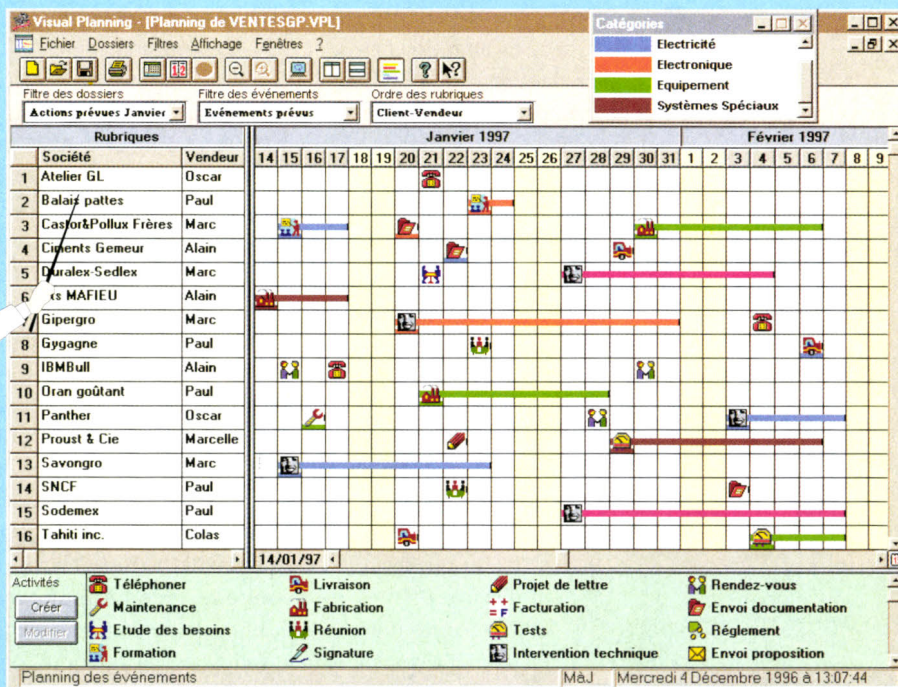 Visual Planning - [Planning de VENTESGP.VPL]
Fichier Dossiers Filtres Affichage Fenêtres ?
Catégories
Electricité
Electronique
Equipement
Systèmes Spéciaux
Filtre des dossiers Filtre des événements Ordre des rubriques
Actions prévues Janvier Evénements prévus Client-Vendeur
Rubriques Janvier 1997 Février 1997
Société Vendeur 14 15 16 17 18 19 20 21 22 23 24 25 26 27 28 29 30 31 1 2 3 4 5 6 7 8 9
1 Atelier GL Oscar
2 Balais pattes Paul
3 Castor&Pollux Frères Marc
4 Ciments Gemeur Alain
5 Duralex-Sedlex Marc
6 MAFIEU Alain
7 Gipergro Marc
8 Gygagne Paul
9 IBMBull Alain
10 Oran goûtant Paul
11 Panther Oscar
12 Proust & Cie Marcelle
13 Savongro Marc
14 SNCF Paul
15 Sodemex Paul
16 Tahiti inc. Colas
14/01/97
Activités
Créer
Modifier
Téléphoner Livraison Projet de lettre Rendez-vous
Maintenance Fabrication Facturation Envoi documentation
Etude des besoins Réunion Tests Réglement
Formation Signature Intervention technique Envoi proposition
Planning des événements MàJ Mercredi 4 Décembre 1996 à 13:07:44